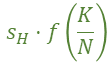 s_H · f(K/N)